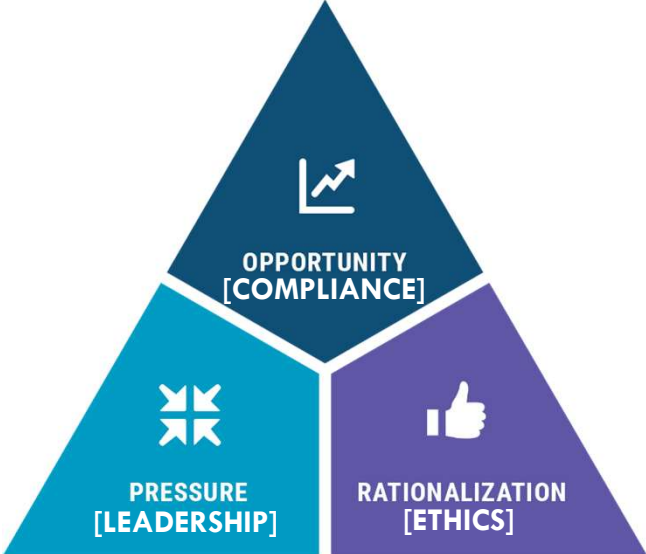 OPPORTUNITY
[COMPLIANCE]
PRESSURE
[LEADERSHIP]
RATIONALIZATION
[ETHICS]